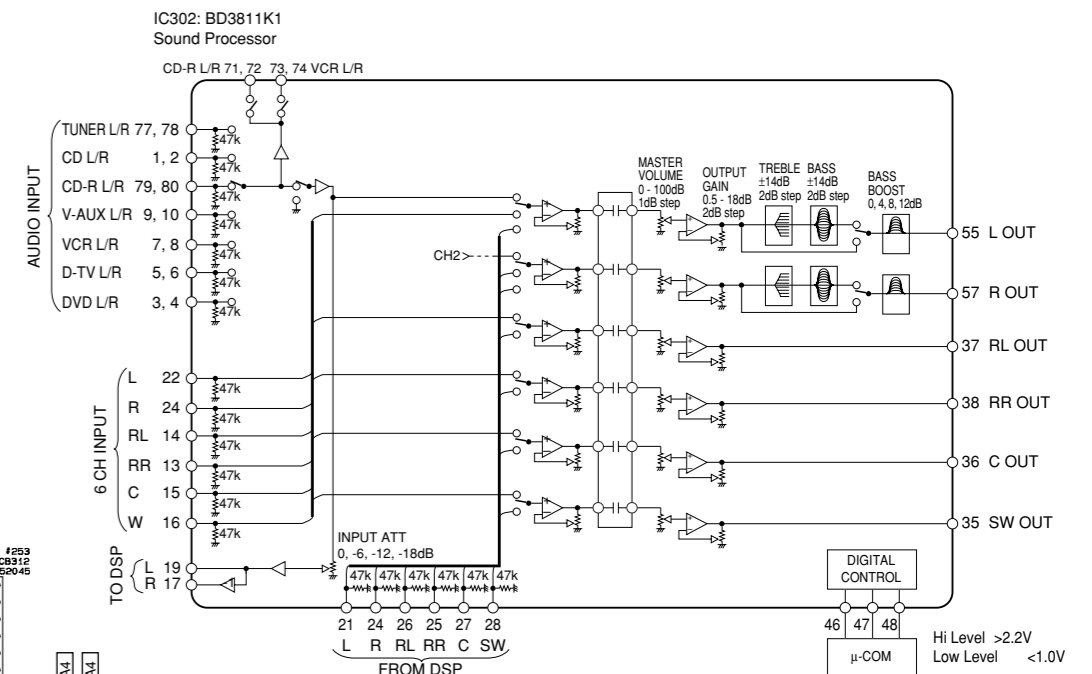 IC302: BD3811K1
Sound Processor
CD-R L/R 71, 72 73, 74 VCR L/R
AUDIO INPUT
TUNER L/R 77, 78
47k
CD L/R 1, 2
47k
CD-R L/R 79, 80
47k
V-AUX L/R 9, 10
47k
VCR L/R 7, 8
47k
D-TV L/R 5, 6
47k
DVD L/R 3, 4
47k
MASTER
VOLUME
0 - 100dB
1dB step
OUTPUT
GAIN
0.5 - 18dB
2dB step
TREBLE
±14dB
2dB step
BASS
±14dB
2dB step
BASS
BOOST
0, 4, 8, 12dB
CH2>
55 L OUT
57 R OUT
37 RL OUT
38 RR OUT
36 C OUT
35 SW OUT
6 CH INPUT
L 22
47k
R 24
47k
RL 14
47k
RR 13
47k
C 15
47k
W 16
47k
INPUT ATT
0, -6, -12, -18dB
TO DSP
L 19
R 17
47k 47k 47k 47k 47k 47k
21 24 26 25 27 28
L R RL RR C SW
FROM DSP
DIGITAL
CONTROL
46 47 48
µ-COM
Hi Level >2.2V
Low Level <1.0V
#253
CB312
52045
A4
A4